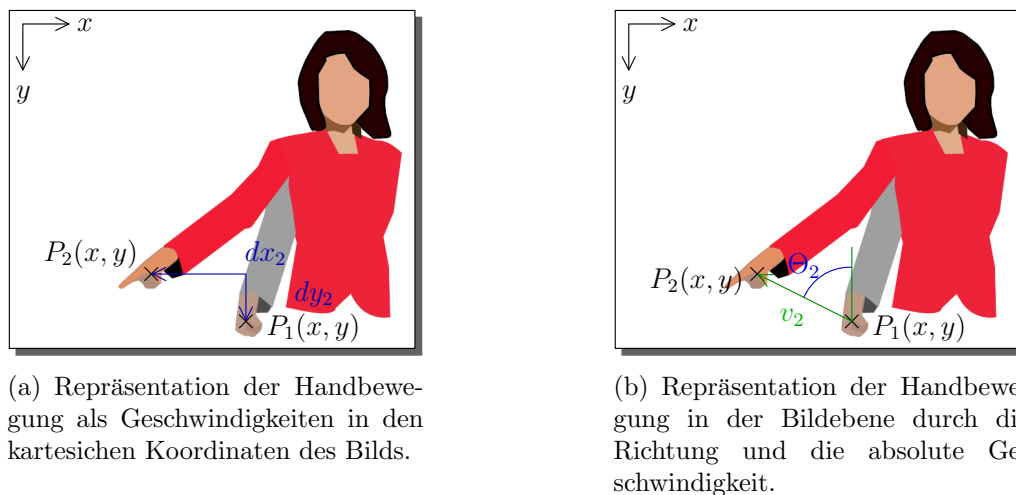 x
y
P₂(x, y)
dx₂
dy₂
P₁(x, y)
(a) Repräsentation der Handbewe-
gung als Geschwindigkeiten in den
kartesichen Koordinaten des Bilds.
x
y
P₂(x, y)
Θ₂
v₂
P₁(x, y)
(b) Repräsentation der Handbewe
gung in der Bildebene durch di
Richtung und die absolute Ge
schwindigkeit.